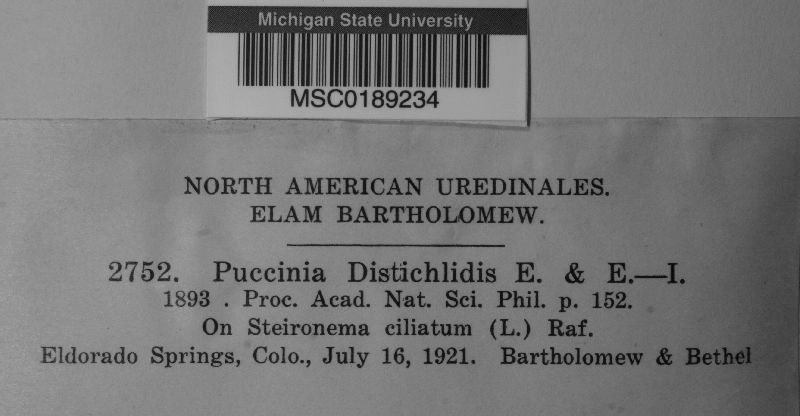 Michigan State University
MSC0189234
NORTH AMERICAN UREDINALES.
ELAM BARTHOLOMEW.
2752. Puccinia Distichlidis E. & E.—I.
1893 . Proc. Acad. Nat. Sci. Phil. p. 152.
On Steironema ciliatum (L.) Raf.
Eldorado Springs, Colo., July 16, 1921. Bartholomew & Bethel